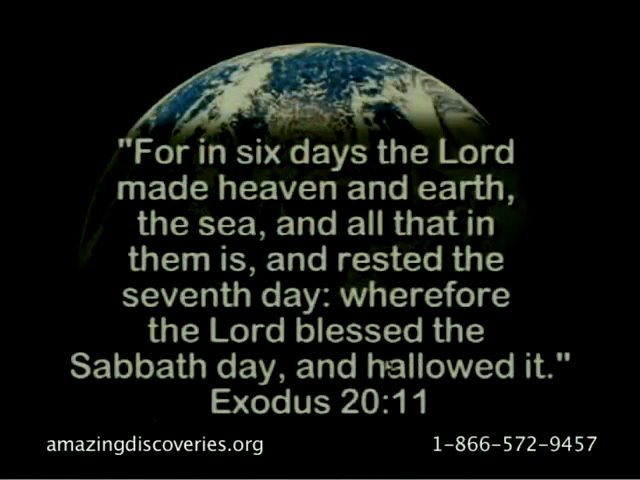 "For in six days the Lord
made heaven and earth,
the sea, and all that in
them is, and rested the
seventh day: wherefore
the Lord blessed the
Sabbath day, and hallowed it."
Exodus 20:11
amazingdiscoveries.org
1-866-572-9457